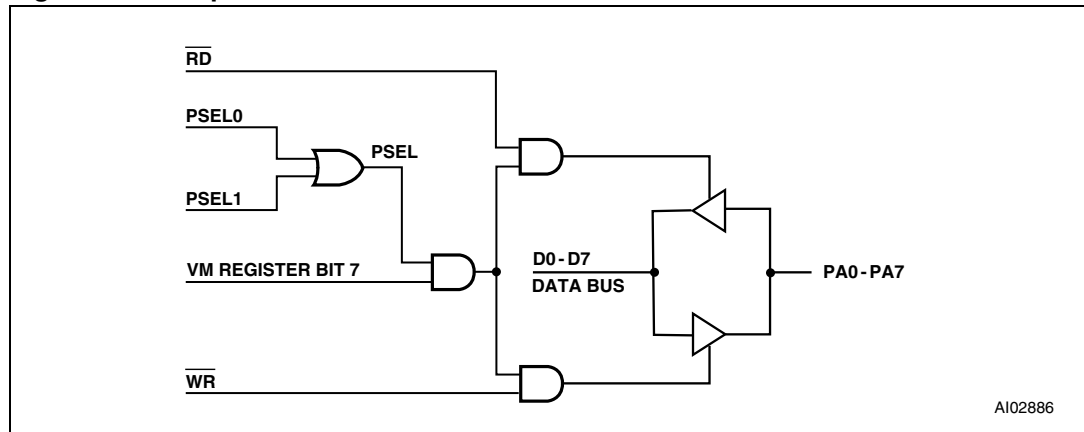 RD
PSEL0
PSEL
PSEL1
VM REGISTER BIT 7
D0-D7
DATA BUS
PA0-PA7
WR
AI02886